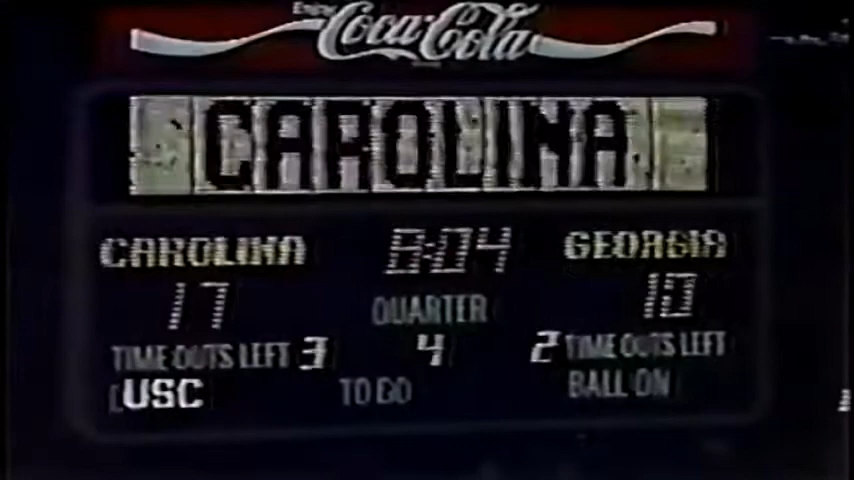 Enjoy
Coca-Cola
CAROLINA
CAROLINA 8:04 GEORGIA
17 QUARTER 10
TIME OUTS LEFT 3 4 2 TIME OUTS LEFT
USC TO GO BALL ON